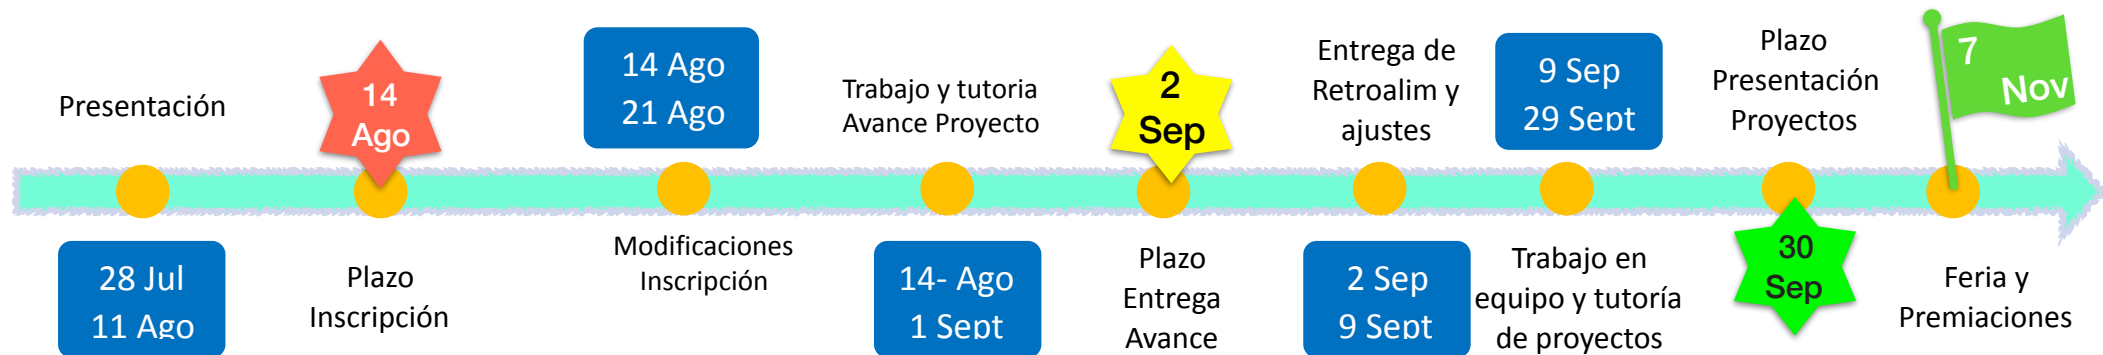 Presentación
28 Jul
11 Ago
14
Ago
Plazo
Inscripción
14 Ago
21 Ago
Modificaciones
Inscripción
Trabajo y tutoria
Avance Proyecto
14- Ago
1 Sept
2
Sep
Plazo
Entrega
Avance
Entrega de
Retroalim y
ajustes
2 Sep
9 Sept
9 Sep
29 Sept
Trabajo en
equipo y tutoría
de proyectos
Plazo
Presentación
Proyectos
30
Sep
7
Nov
Feria y
Premiaciones